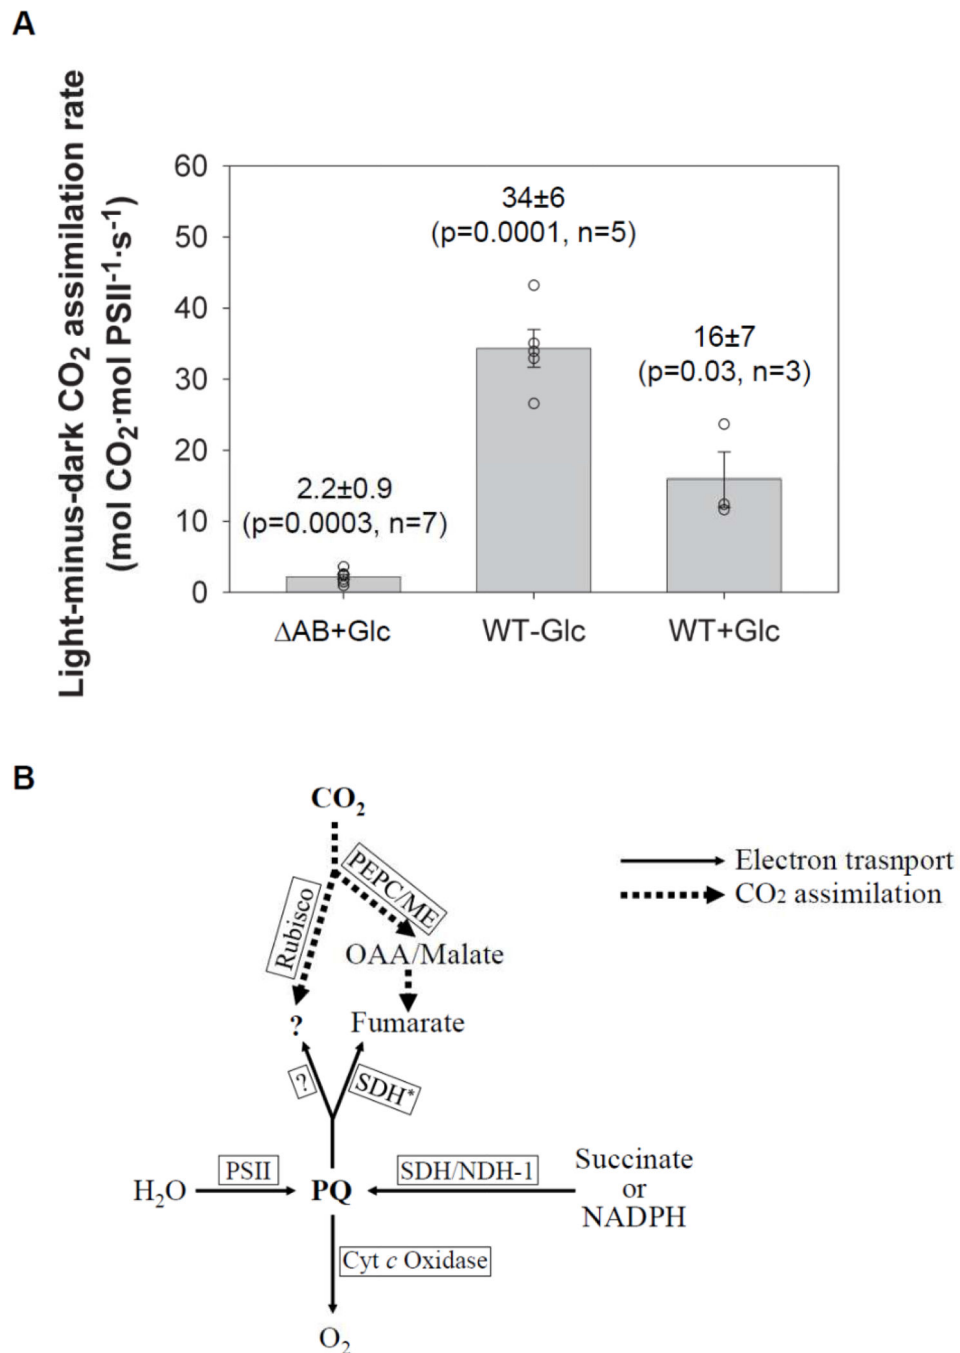 A
Light-minus-dark CO₂ assimilation rate
(mol CO₂·mol PSII⁻¹·s⁻¹)
60
50
40
30
20
10
0
34±6
(p=0.0001, n=5)
16±7
(p=0.03, n=3)
2.2±0.9
(p=0.0003, n=7)
ΔAB+Glc
WT-Glc
WT+Glc
B
CO₂
Rubisco
PEPC/ME
OAA/Malate
?
Fumarate
?
SDH*
H₂O
PSII
PQ
SDH/NDH-1
Succinate
or
NADPH
Cyt c Oxidase
O₂
Electron trasnport
CO₂ assimilation